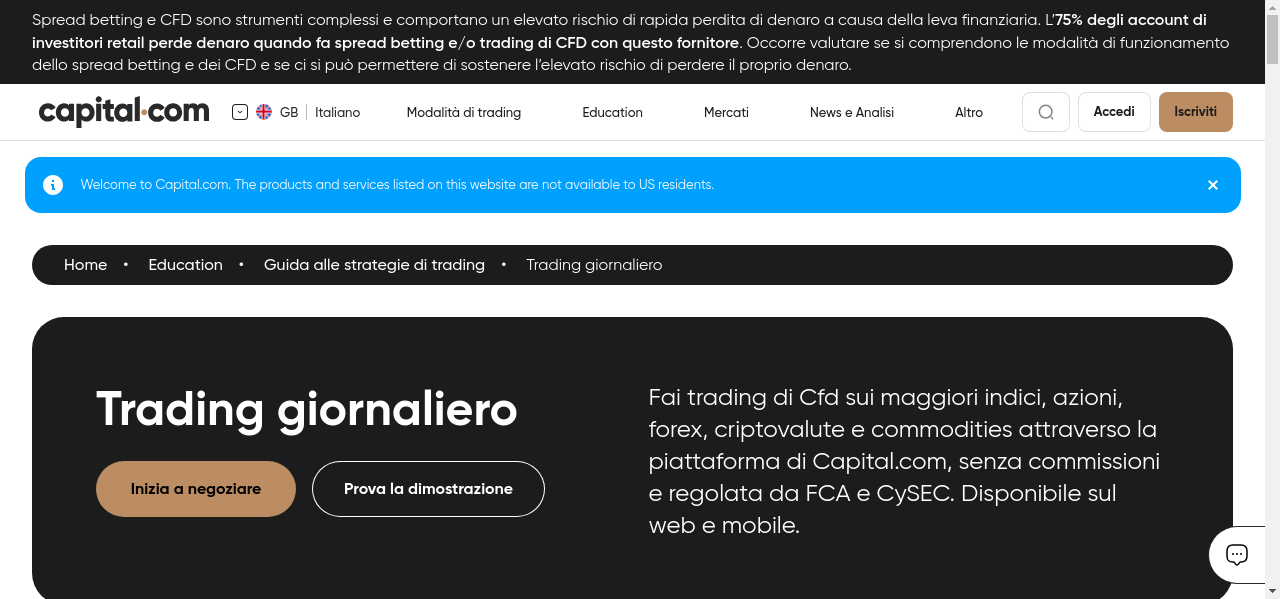 Spread betting e CFD sono strumenti complessi e comportano un elevato rischio di rapida perdita di denaro a causa della leva finanziaria. L’75% degli account di
investitori retail perde denaro quando fa spread betting e/o trading di CFD con questo fornitore. Occorre valutare se si comprendono le modalità di funzionamento
dello spread betting e dei CFD e se ci si può permettere di sostenere l’elevato rischio di perdere il proprio denaro.
capital.com GB Italiano Modalità di trading Education Mercati News e Analisi Altro Accedi Iscriviti
Welcome to Capital.com. The products and services listed on this website are not available to US residents.
Home • Education • Guida alle strategie di trading • Trading giornaliero
Trading giornaliero
Inizia a negoziare Prova la dimostrazione
Fai trading di Cfd sui maggiori indici, azioni,
forex, criptovalute e commodities attraverso la
piattaforma di Capital.com, senza commissioni
e regolata da FCA e CySEC. Disponibile sul
web e mobile.